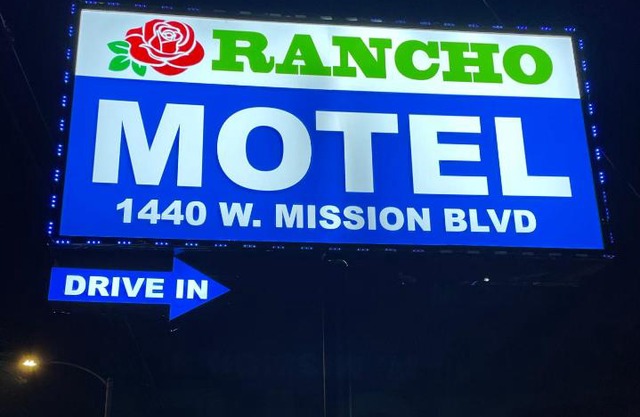 RANCHO
MOTEL
1440 W. MISSION BLVD
DRIVE IN